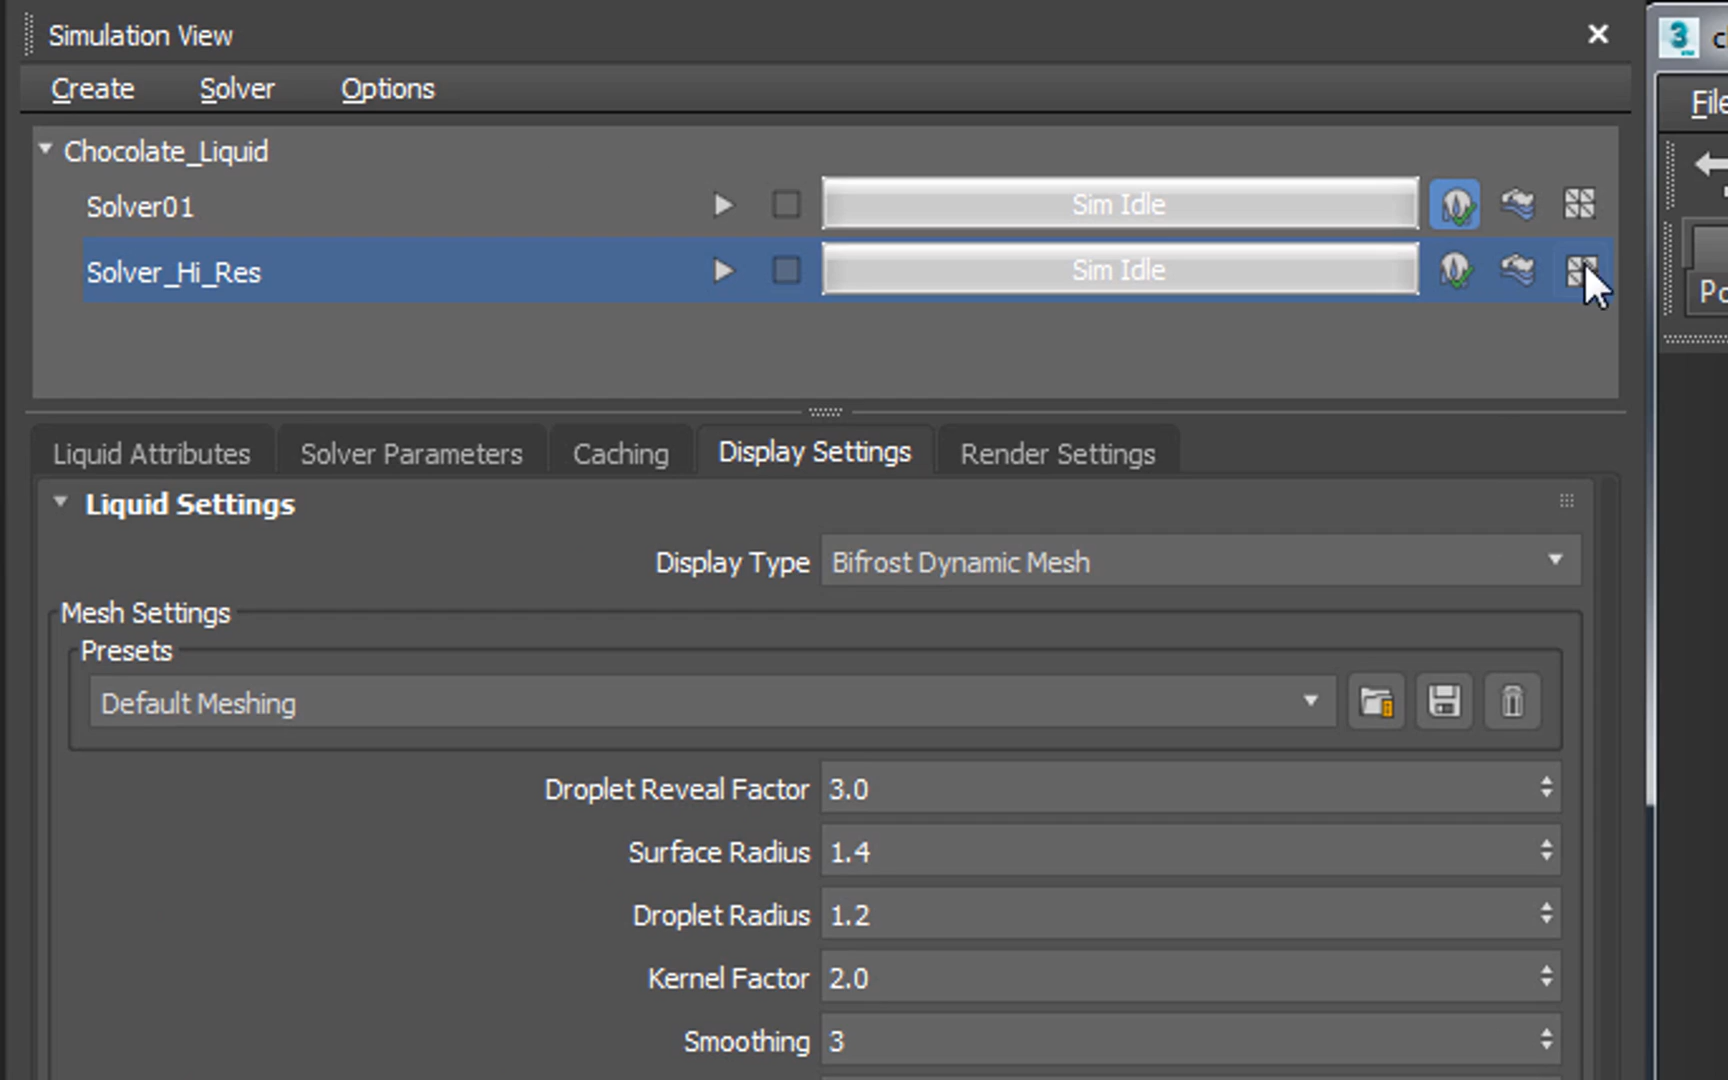 Simulation View
Create Solver Options
Chocolate_Liquid
Solver01 Sim Idle
Solver_Hi_Res Sim Idle
File
Liquid Attributes Solver Parameters Caching Display Settings Render Settings
Liquid Settings
Display Type Bifrost Dynamic Mesh
Mesh Settings
Presets
Default Meshing
Droplet Reveal Factor 3.0
Surface Radius 1.4
Droplet Radius 1.2
Kernel Factor 2.0
Smoothing 3